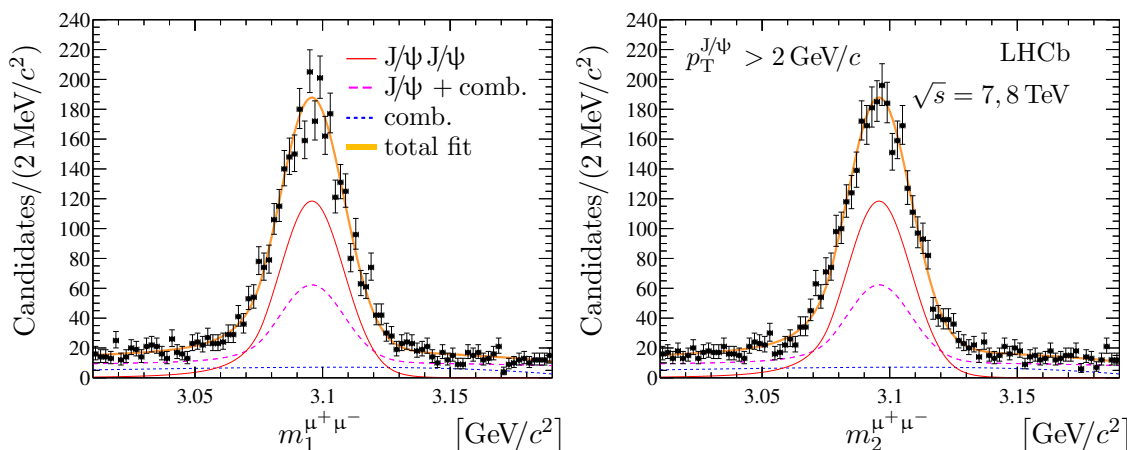 Candidates/(2 MeV/c²)
240
220
200
180
160
140
120
100
80
60
40
20
0
J/ψ J/ψ
J/ψ + comb.
comb.
total fit
3.05 3.1 3.15
m₁^μ⁺μ⁻ [GeV/c²]
Candidates/(2 MeV/c²)
240
220
200
180
160
140
120
100
80
60
40
20
0
p_T^J/ψ > 2 GeV/c
LHCb
√s = 7, 8 TeV
3.05 3.1 3.15
m₂^μ⁺μ⁻ [GeV/c²]